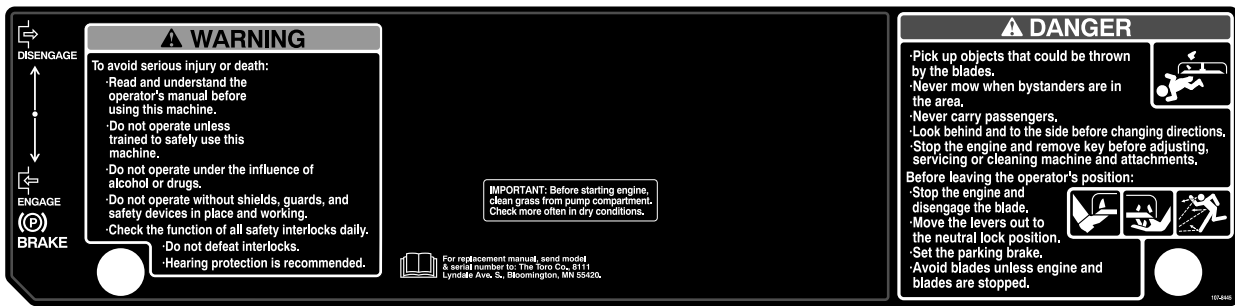 DISENGAGE
ENGAGE
(P)
BRAKE
WARNING
To avoid serious injury or death:
·Read and understand the
operator's manual before
using this machine.
·Do not operate unless
trained to safely use this
machine.
·Do not operate under the influence of
alcohol or drugs.
·Do not operate without shields, guards, and
safety devices in place and working.
·Check the function of all safety interlocks daily.
·Do not defeat interlocks.
·Hearing protection is recommended.
IMPORTANT: Before starting engine,
clean grass from pump compartment.
Check more often in dry conditions.
For replacement manual, send model
& serial number to: The Toro Co., 8111
Lyndale Ave. S., Bloomington, MN 55420.
DANGER
·Pick up objects that could be thrown
by the blades.
·Never mow when bystanders are in
the area.
·Never carry passengers.
·Look behind and to the side before changing directions.
·Stop the engine and remove key before adjusting,
servicing or cleaning machine and attachments.
Before leaving the operator's position:
·Stop the engine and
disengage the blade.
·Move the levers out to
the neutral lock position.
·Set the parking brake.
·Avoid blades unless engine and
blades are stopped.
107-8445